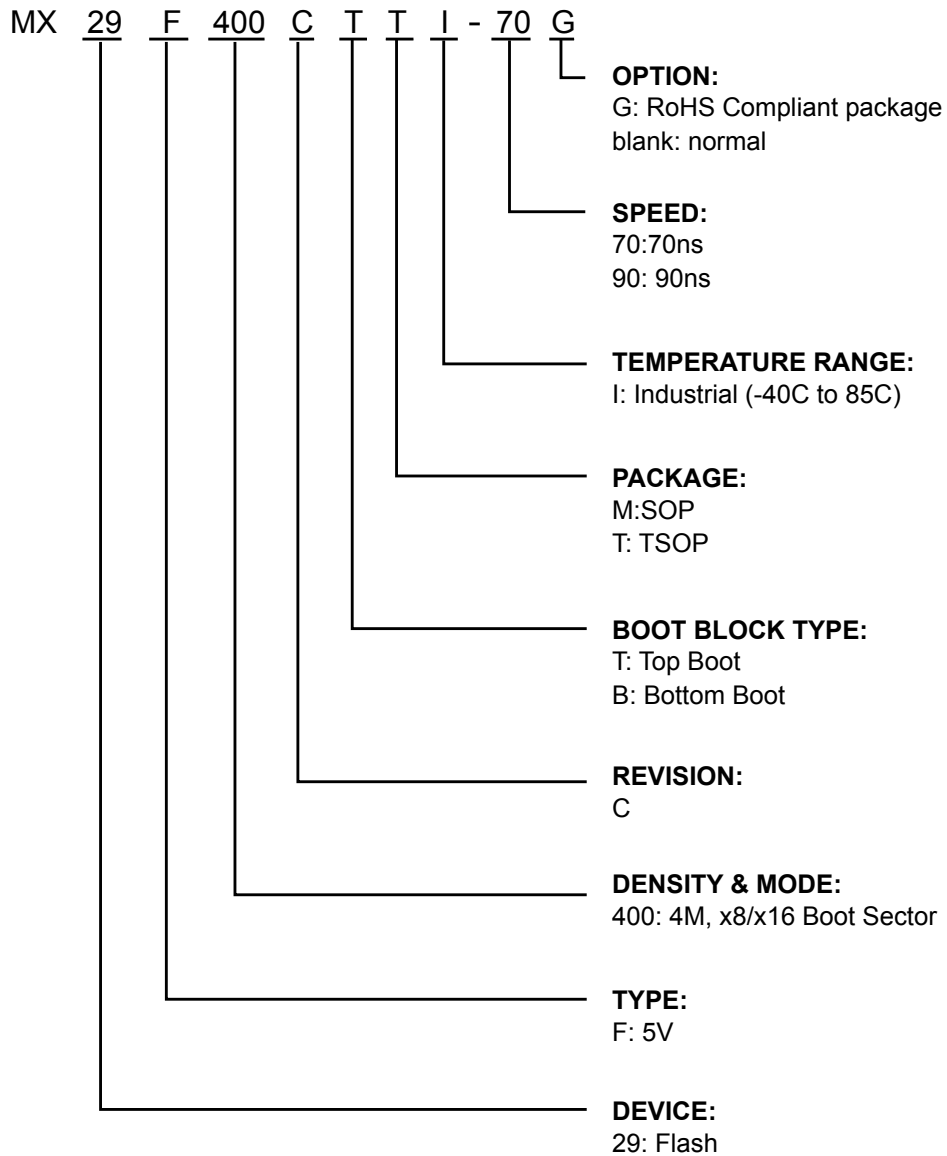 MX 29 F 400 C T T I - 70 G
OPTION:
G: RoHS Compliant package
blank: normal
SPEED:
70:70ns
90: 90ns
TEMPERATURE RANGE:
I: Industrial (-40C to 85C)
PACKAGE:
M:SOP
T: TSOP
BOOT BLOCK TYPE:
T: Top Boot
B: Bottom Boot
REVISION:
C
DENSITY & MODE:
400: 4M, x8/x16 Boot Sector
TYPE:
F: 5V
DEVICE:
29: Flash